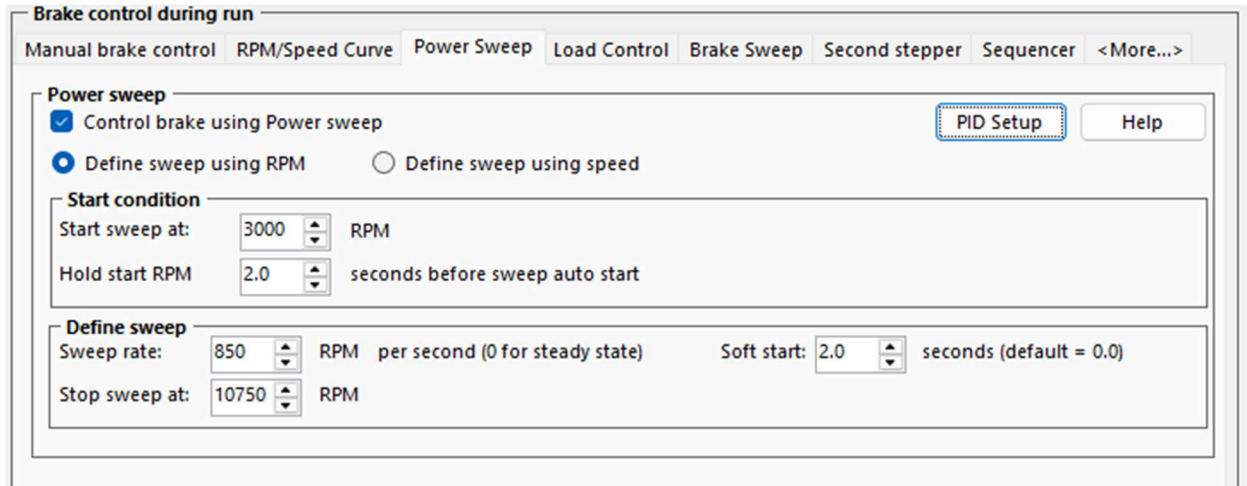 Brake control during run
Manual brake control RPM/Speed Curve Power Sweep Load Control Brake Sweep Second stepper Sequencer <More...>
Power sweep
Control brake using Power sweep PID Setup Help
Define sweep using RPM Define sweep using speed
Start condition
Start sweep at: 3000 RPM
Hold start RPM 2.0 seconds before sweep auto start
Define sweep
Sweep rate: 850 RPM per second (0 for steady state) Soft start: 2.0 seconds (default = 0.0)
Stop sweep at: 10750 RPM